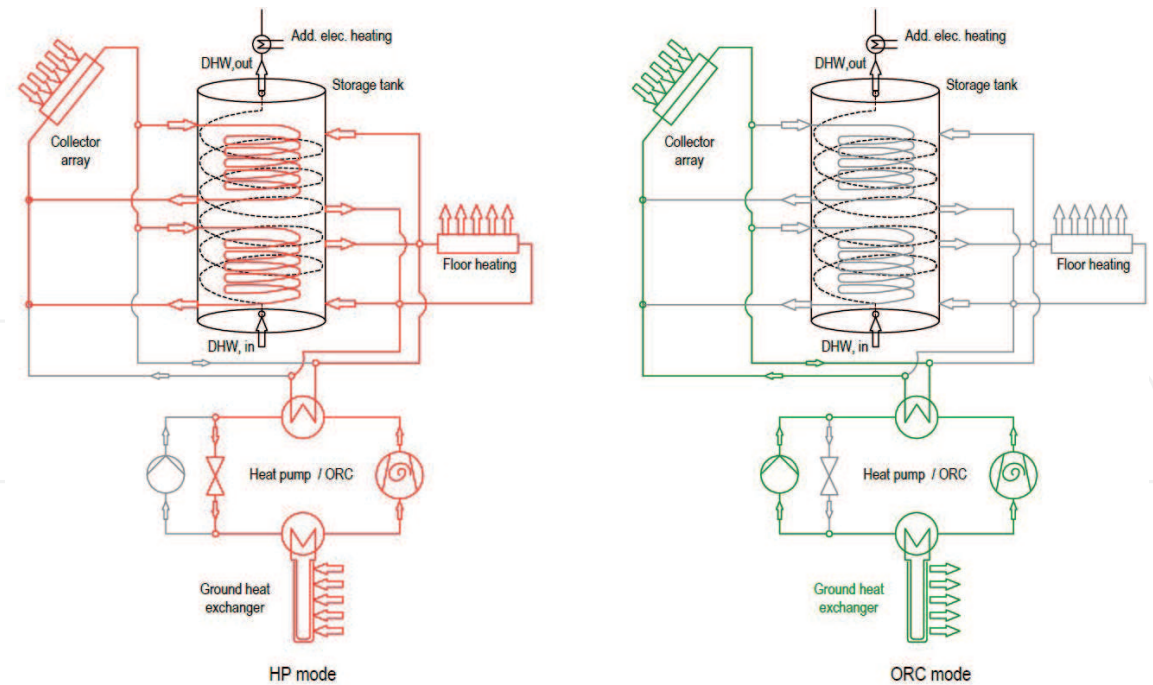 Add. elec. heating
DHW,out
Storage tank
Collector
array
Floor heating
DHW, in
Heat pump / ORC
Ground heat
exchanger
HP mode
Add. elec. heating
DHW,out
Storage tank
Collector
array
Floor heating
DHW, in
Heat pump / ORC
Ground heat
exchanger
ORC mode